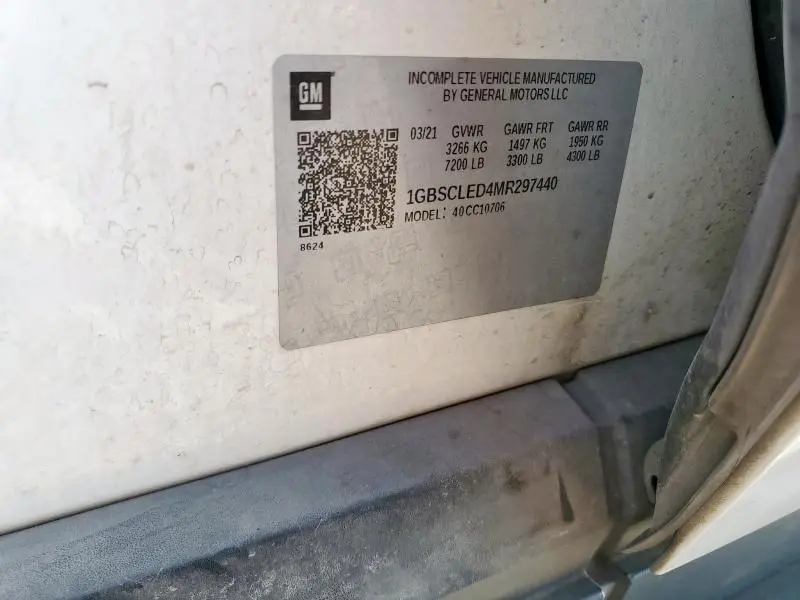 GM
INCOMPLETE VEHICLE MANUFACTURED
BY GENERAL MOTORS LLC
03/21 GVWR GAWR FRT GAWR RR
3266 KG 1497 KG 1950 KG
7200 LB 3300 LB 4300 LB
1GBSCLED4MR297440
MODEL: 40CC10706
8624